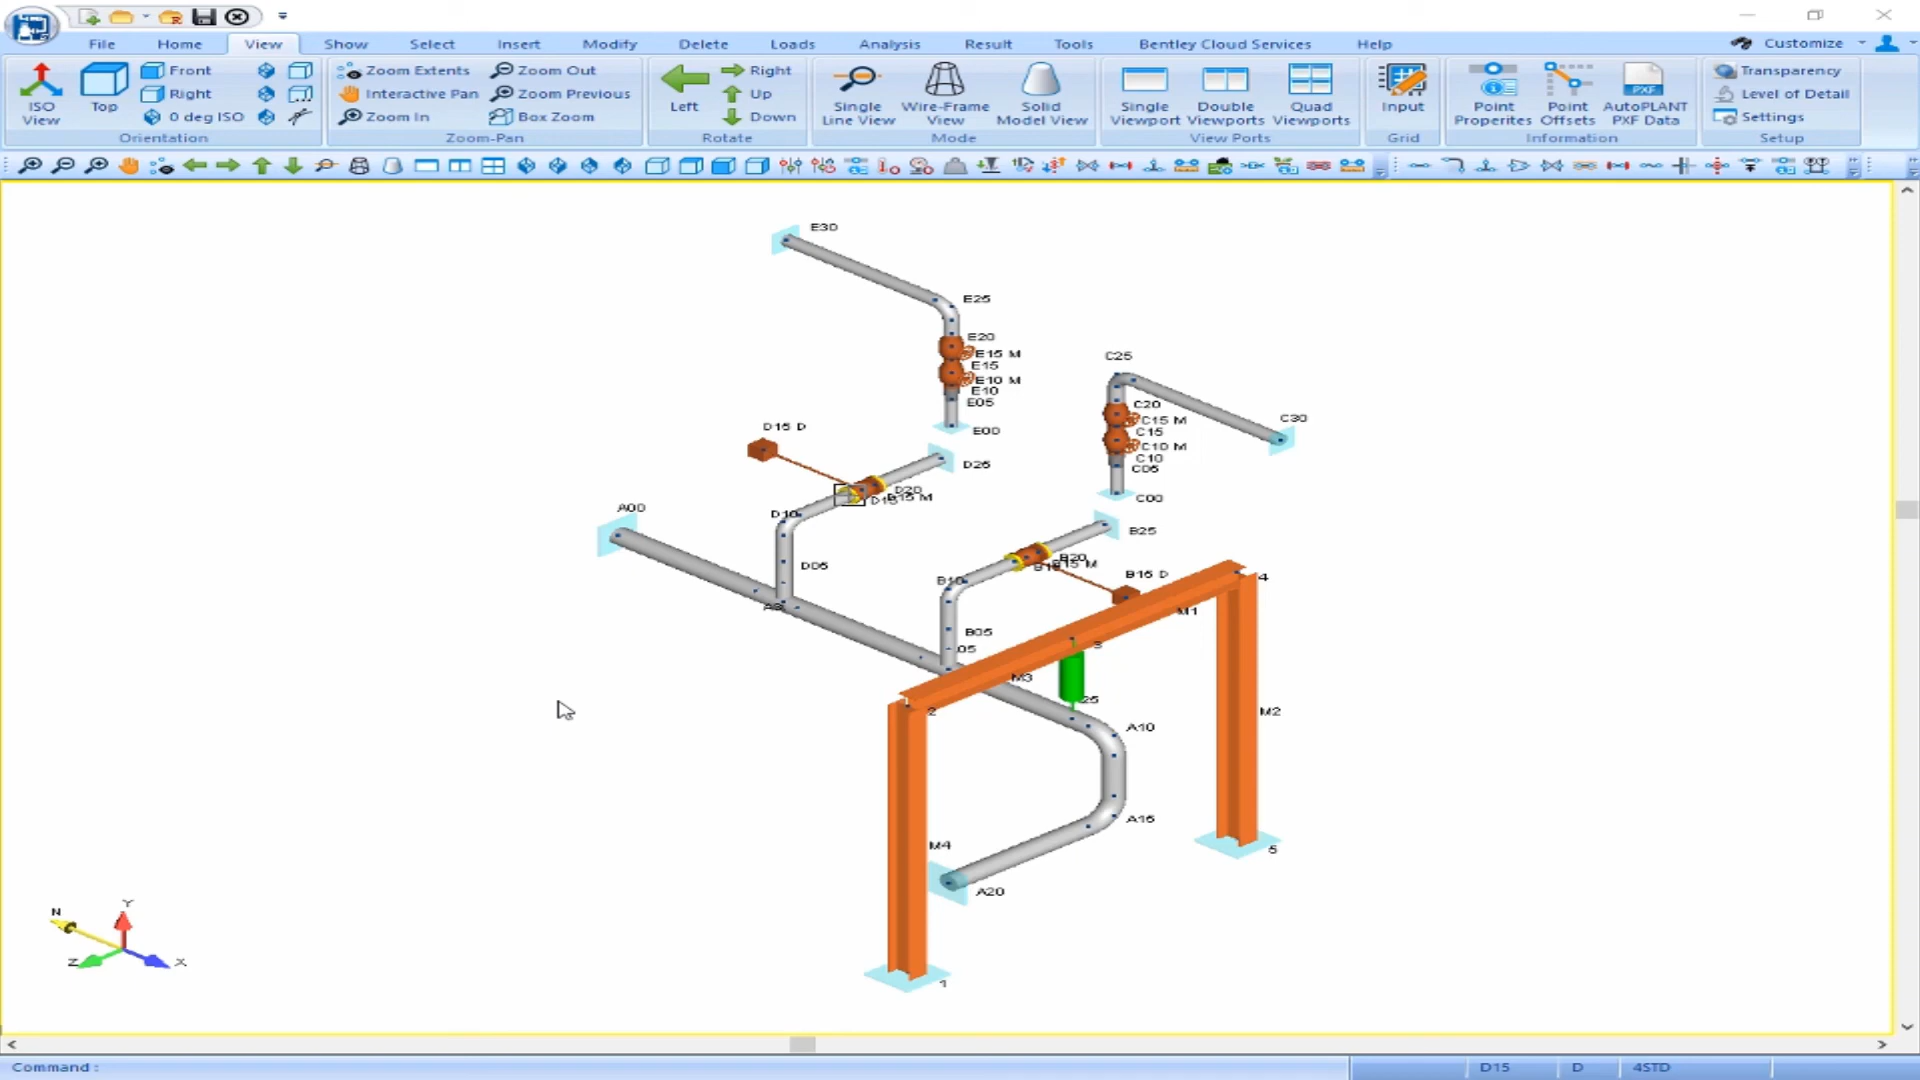 File Home View Show Select Insert Modify Delete Loads Analysis Result Tools Bentley Cloud Services Help Customize
ISO View
Top
Front
Right
0 deg ISO
Orientation
Zoom Extents
Interactive Pan
Zoom In
Zoom Out
Zoom Previous
Box Zoom
Zoom-Pan
Left
Right
Up
Down
Rotate
Single Line View
Wire-Frame View
Solid Model View
Mode
Single Viewport
Double Viewports
Quad Viewports
View Ports
Input
Grid
Point Properites
Point Offsets
PXF
AutoPLANT PXF Data
Information
Transparency
Level of Detail
Settings
Setup
E30
E25
E20
E15 M
E15
E10 M
E10
E05
E00
C25
C20
C15 M
C15
C10 M
C10
C05
C00
C30
D15 D
D25
D20
D15 M
D10
D05
A00
B25
B20
B15 M
B10
B15 D
B05
05
4
M1
3
M3
25
2
A10
M2
A15
M4
5
A20
1
N
Y
Z
X
Command :
D15 D 4STD